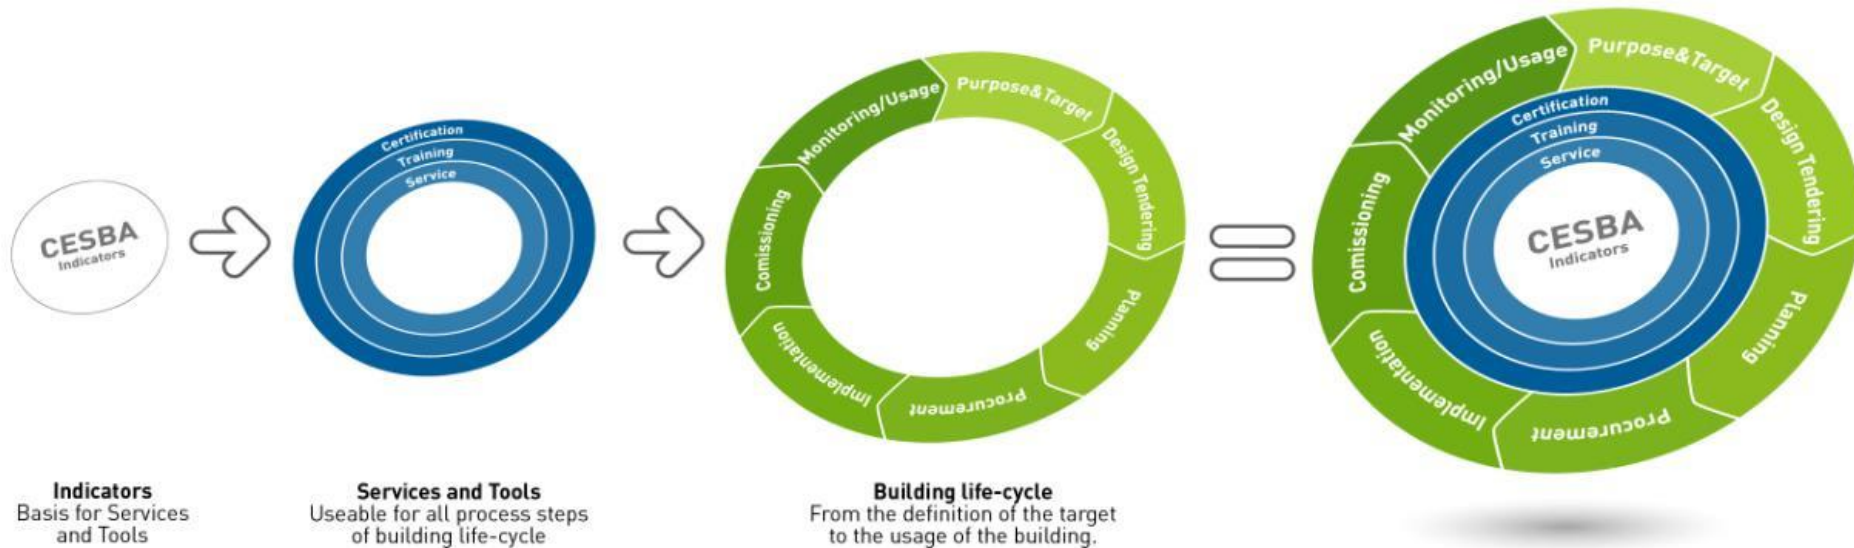 CESBA
Indicators
Certification
Training
Service
Purpose&Target
Design Tendering
Planning
Procurement
Implementation
Comissioning
Monitoring/Usage
Purpose&Target
Design Tendering
Planning
Procurement
Implementation
Comissioning
Monitoring/Usage
Certification
Training
Service
CESBA
Indicators
Indicators
Basis for Services
and Tools
Services and Tools
Useable for all process steps
of building life-cycle
Building life-cycle
From the definition of the target
to the usage of the building.